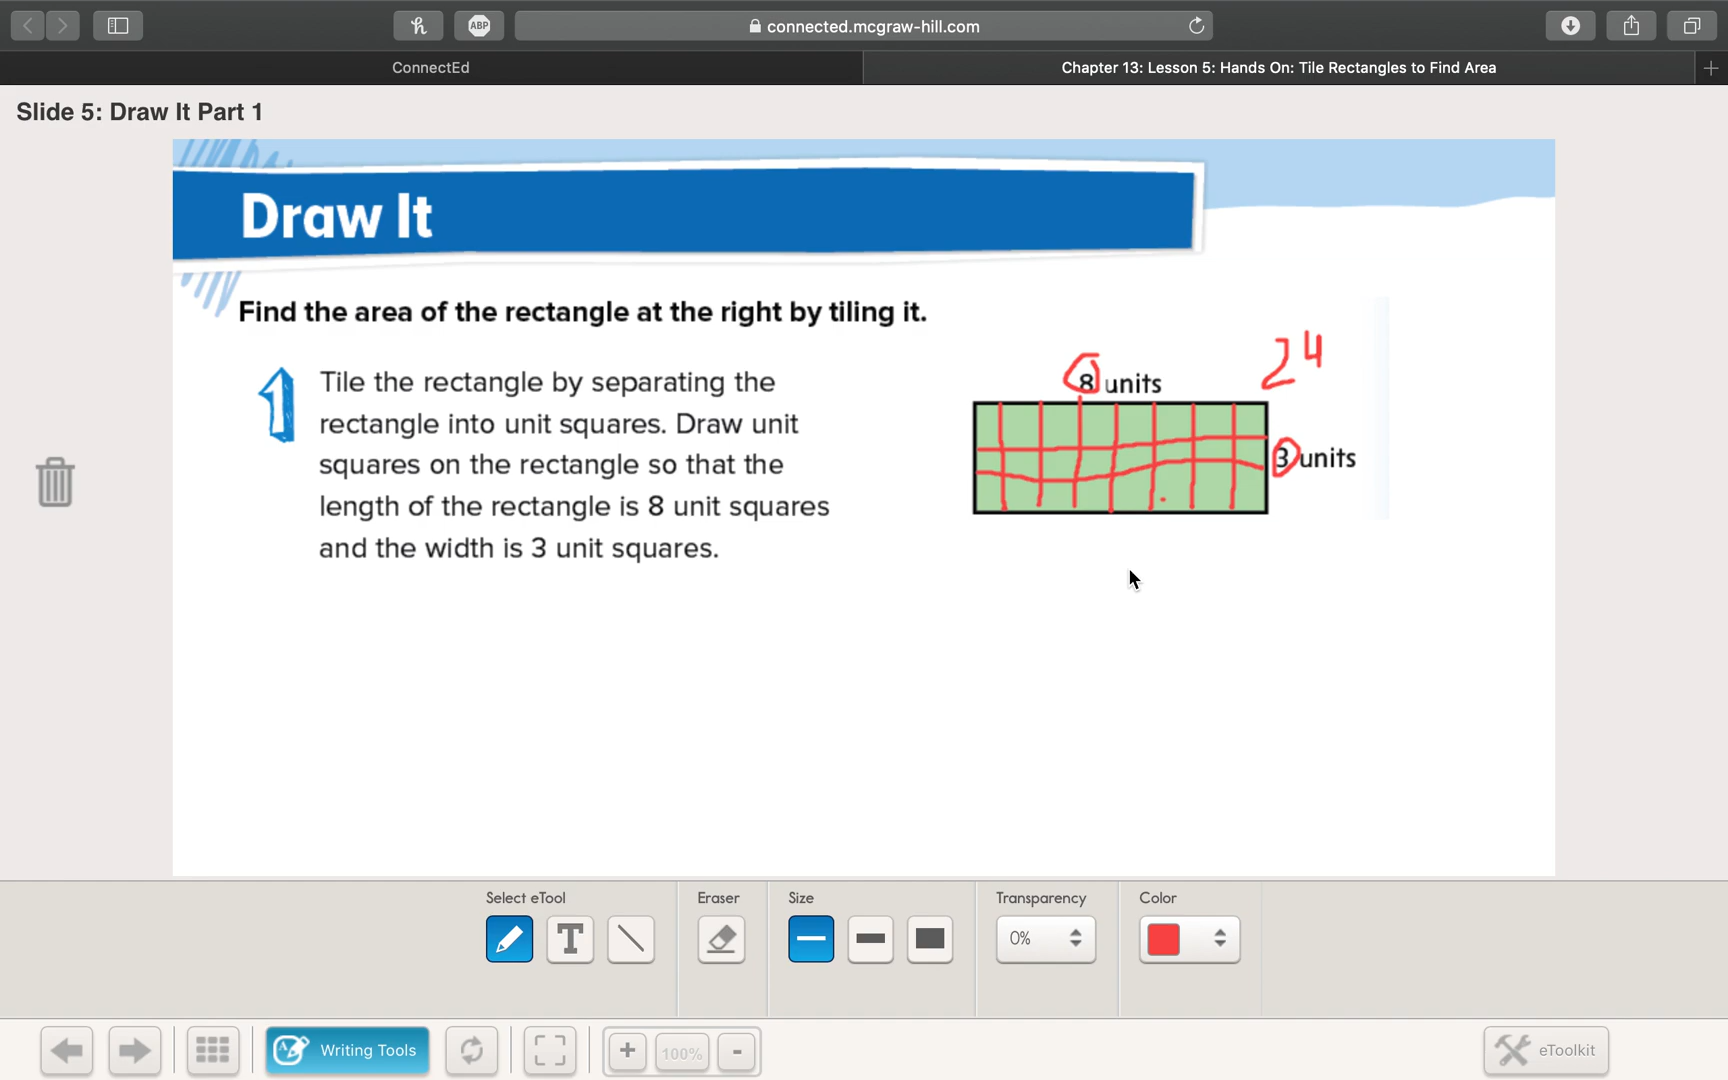 connected.mcgraw-hill.com
ABP
ConnectEd
Chapter 13: Lesson 5: Hands On: Tile Rectangles to Find Area
Slide 5: Draw It Part 1
Draw It
Find the area of the rectangle at the right by tiling it.
1
Tile the rectangle by separating the
rectangle into unit squares. Draw unit
squares on the rectangle so that the
length of the rectangle is 8 unit squares
and the width is 3 unit squares.
24
8 units
3 units
Select eTool
Eraser
Size
Transparency
Color
T
0%
Writing Tools
+
100%
-
eToolkit